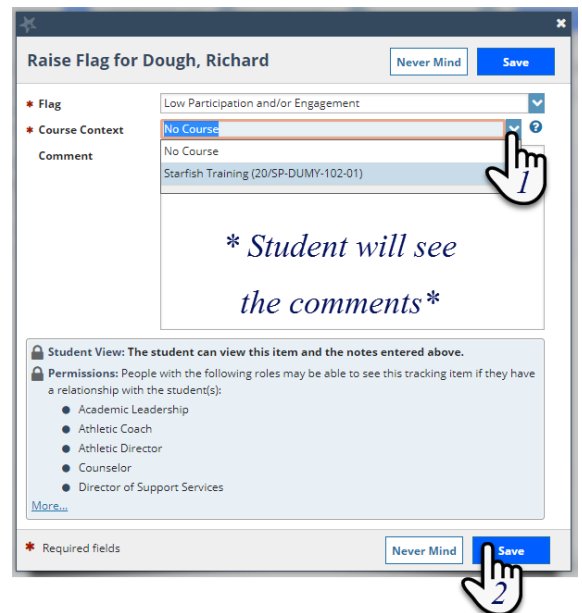 Raise Flag for Dough, Richard
Never Mind
Save
* Flag
Low Participation and/or Engagement
* Course Context
No Course
Comment
No Course
Starfish Training (20/SP-DUMY-102-01)
1
* Student will see
the comments*
Student View: The student can view this item and the notes entered above.
Permissions: People with the following roles may be able to see this tracking item if they have
a relationship with the student(s):
● Academic Leadership
● Athletic Coach
● Athletic Director
● Counselor
● Director of Support Services
More...
* Required fields
Never Mind
Save
2